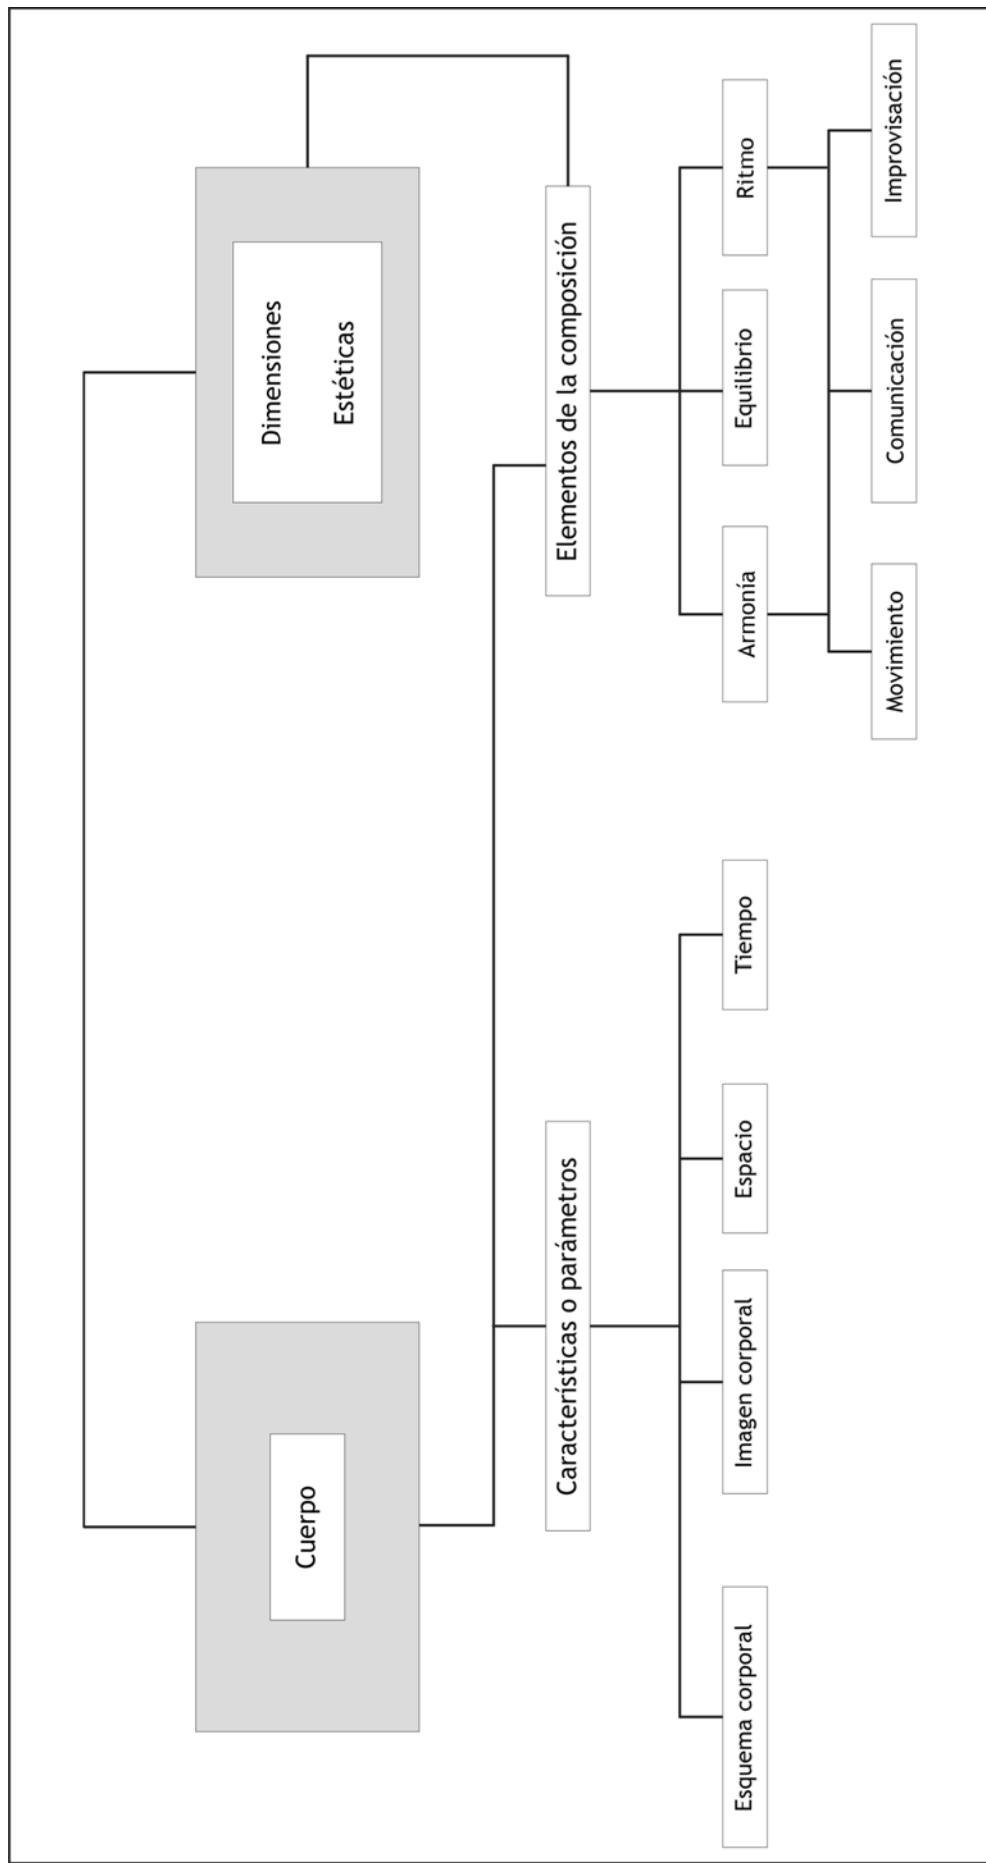 Cuerpo
Dimensiones
Estéticas
Características o parámetros
Elementos de la composición
Esquema corporal
Imagen corporal
Espacio
Tiempo
Armonía
Equilibrio
Ritmo
Movimiento
Comunicación
Improvisación